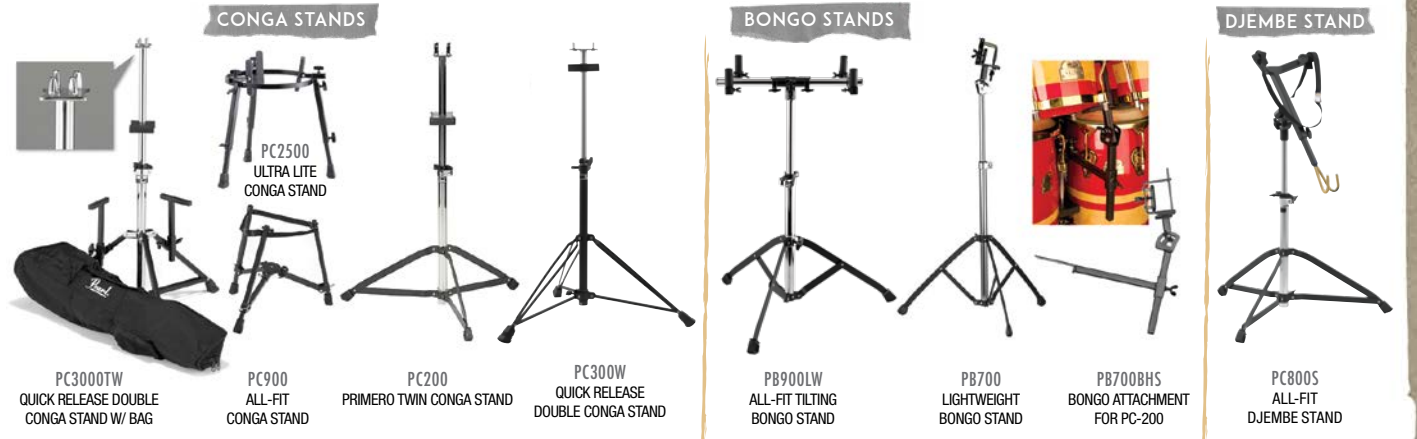 CONGA STANDS
PC2500
ULTRA LITE
CONGA STAND
Pearl
PC3000TW
QUICK RELEASE DOUBLE
CONGA STAND W/ BAG
PC900
ALL-FIT
CONGA STAND
PC200
PRIMERO TWIN CONGA STAND
PC300W
QUICK RELEASE
DOUBLE CONGA STAND
BONGO STANDS
PB900LW
ALL-FIT TILTING
BONGO STAND
PB700
LIGHTWEIGHT
BONGO STAND
PB700BHS
BONGO ATTACHMENT
FOR PC-200
DJEMBE STAND
PC800S
ALL-FIT
DJEMBE STAND